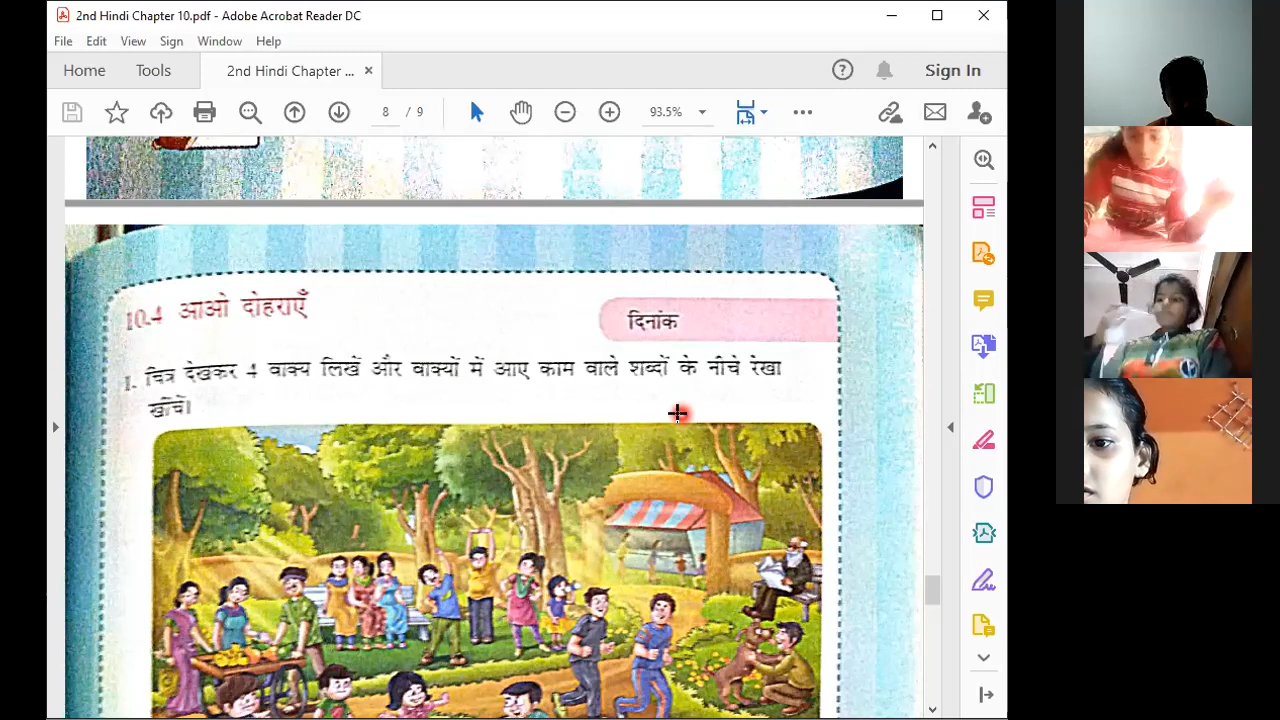 2nd Hindi Chapter 10.pdf - Adobe Acrobat Reader DC
File Edit View Sign Window Help
Home Tools 2nd Hindi Chapter ... × Sign In
8 / 9 93.5%
10.4 आओ दोहराएँ
दिनांक
1. चित्र देखकर 4 वाक्य लिखें और वाक्यों में आए काम वाले शब्दों के नीचे रेखा
खींचें।